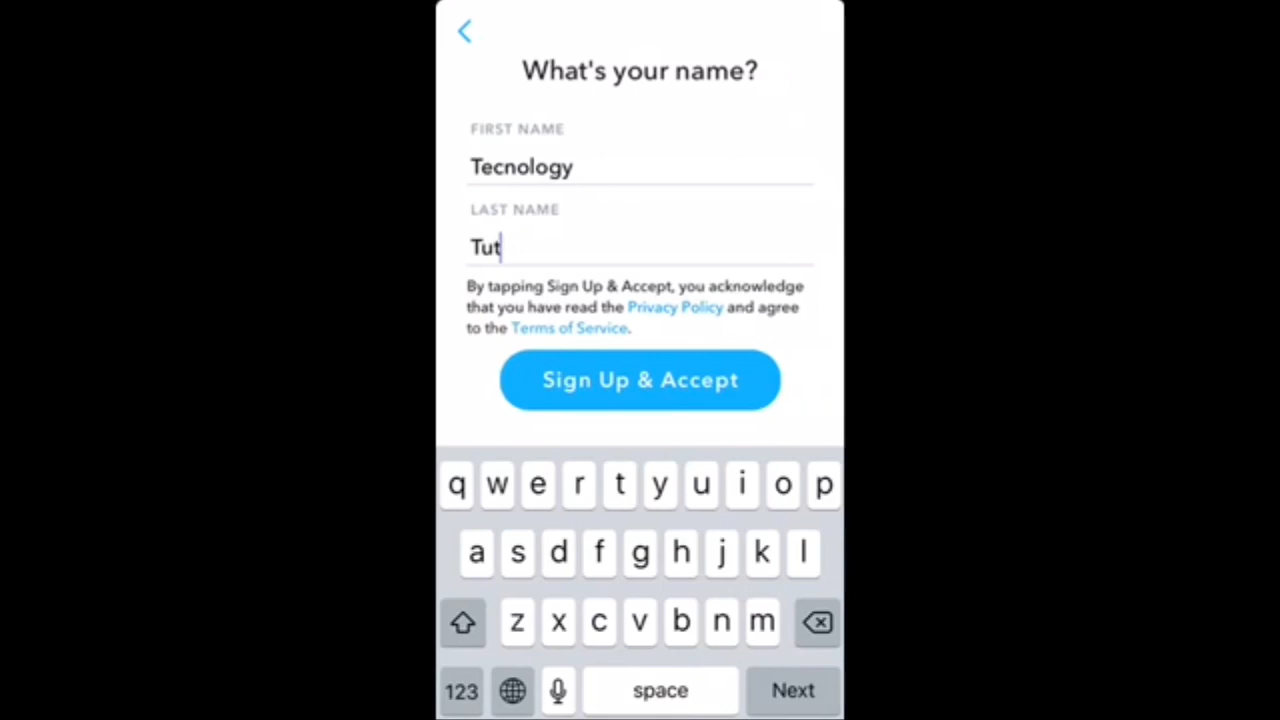 What's your name?
FIRST NAME
Tecnology
LAST NAME
Tut
By tapping Sign Up & Accept, you acknowledge
that you have read the Privacy Policy and agree
to the Terms of Service.
Sign Up & Accept
q w e r t y u i o p
a s d f g h j k l
z x c v b n m
123 space Next